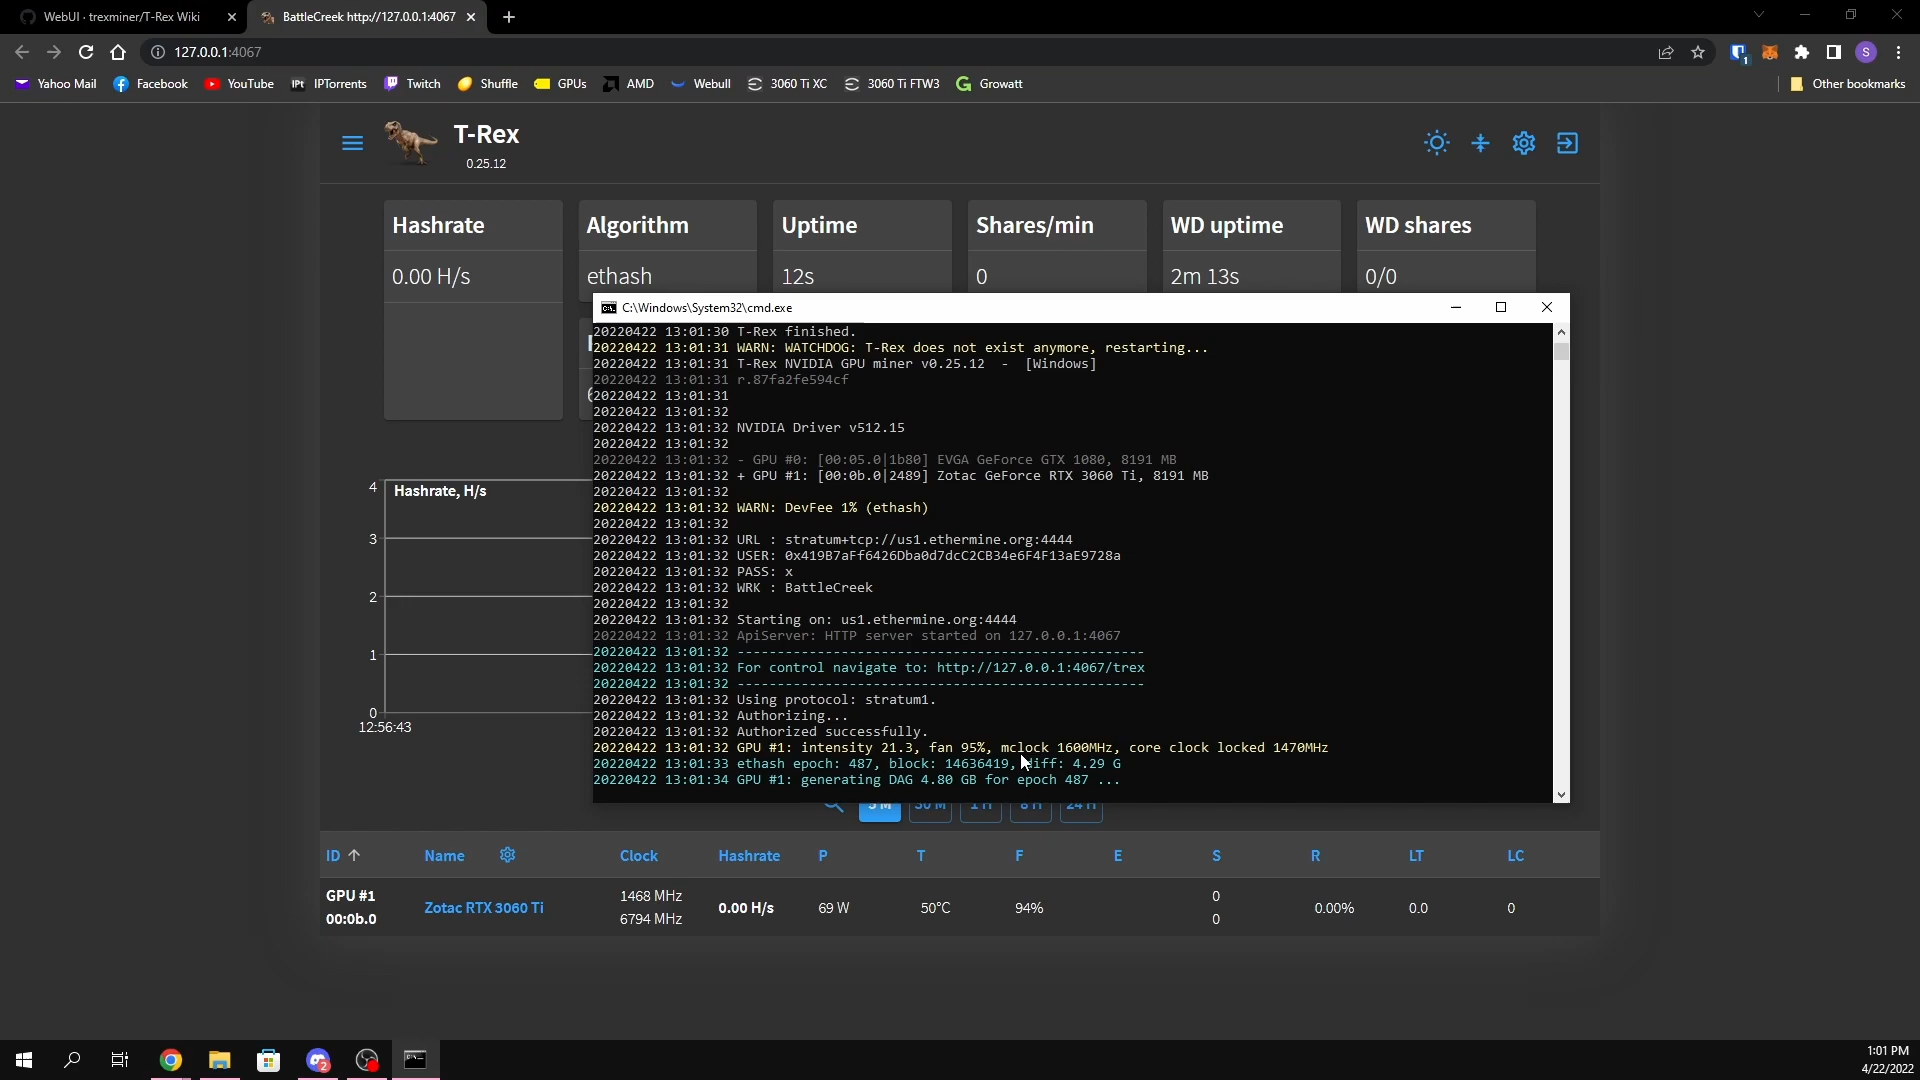 WebUI · trexminer/T-Rex Wiki
BattleCreek http://127.0.0.1:4067
127.0.0.1:4067
Yahoo Mail Facebook YouTube IPTorrents Twitch Shuffle GPUs AMD Webull 3060 Ti XC 3060 Ti FTW3 Growatt Other bookmarks
T-Rex
0.25.12
Hashrate Algorithm Uptime Shares/min WD uptime WD shares
0.00 H/s ethash 12s 0 2m 13s 0/0
C:\Windows\System32\cmd.exe
20220422 13:01:30 T-Rex finished.
20220422 13:01:31 WARN: WATCHDOG: T-Rex does not exist anymore, restarting...
20220422 13:01:31 T-Rex NVIDIA GPU miner v0.25.12 - [Windows]
20220422 13:01:31 r.87fa2fe594cf
20220422 13:01:31
20220422 13:01:32
20220422 13:01:32 NVIDIA Driver v512.15
20220422 13:01:32
20220422 13:01:32 - GPU #0: [00:05.0|1b80] EVGA GeForce GTX 1080, 8191 MB
20220422 13:01:32 + GPU #1: [00:0b.0|2489] Zotac GeForce RTX 3060 Ti, 8191 MB
20220422 13:01:32
20220422 13:01:32 WARN: DevFee 1% (ethash)
20220422 13:01:32
20220422 13:01:32 URL : stratum+tcp://us1.ethermine.org:4444
20220422 13:01:32 USER: 0x419B7aFf6426Dba0d7dcC2CB34e6F4F13aE9728a
20220422 13:01:32 PASS: x
20220422 13:01:32 WRK : BattleCreek
20220422 13:01:32
20220422 13:01:32 Starting on: us1.ethermine.org:4444
20220422 13:01:32 ApiServer: HTTP server started on 127.0.0.1:4067
20220422 13:01:32 ---------------------------------------------------
20220422 13:01:32 For control navigate to: http://127.0.0.1:4067/trex
20220422 13:01:32 ---------------------------------------------------
20220422 13:01:32 Using protocol: stratum1.
20220422 13:01:32 Authorizing...
20220422 13:01:32 Authorized successfully.
20220422 13:01:32 GPU #1: intensity 21.3, fan 95%, mclock 1600MHz, core clock locked 1470MHz
20220422 13:01:33 ethash epoch: 487, block: 14636419, diff: 4.29 G
20220422 13:01:34 GPU #1: generating DAG 4.80 GB for epoch 487 ...
Hashrate, H/s
4
3
2
1
0
12:56:43
5 M 30 M 1 H 8 H 24 H
ID Name Clock Hashrate P T F E S R LT LC
GPU #1
00:0b.0
Zotac RTX 3060 Ti
1468 MHz
6794 MHz
0.00 H/s 69 W 50°C 94%
0
0
0.00% 0.0 0
1:01 PM
4/22/2022